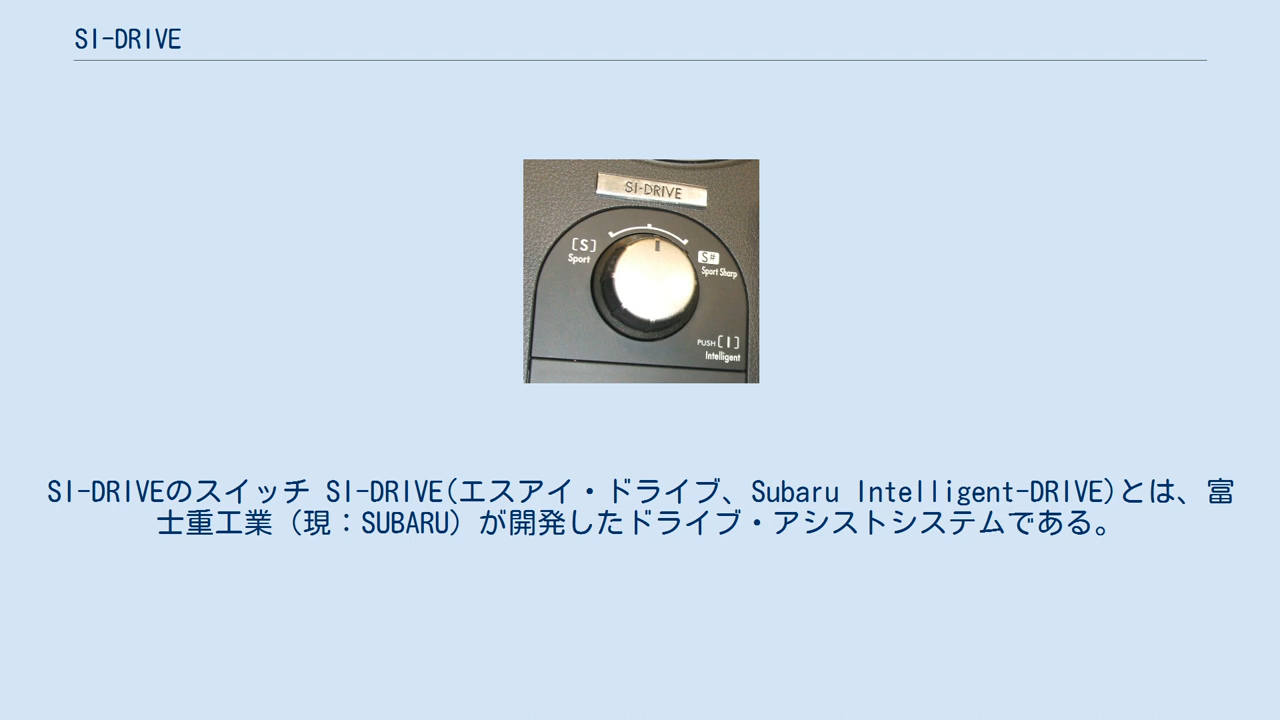 SI-DRIVE
SI-DRIVE
[S]
Sport
S#
Sport Sharp
PUSH [I]
Intelligent
SI-DRIVEのスイッチ SI-DRIVE(エスアイ・ドライブ、Subaru Intelligent-DRIVE)とは、富
士重工業（現：SUBARU）が開発したドライブ・アシストシステムである。